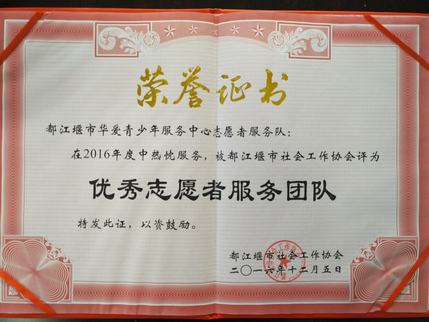 荣誉证书
都江堰市华爱青少年服务中心志愿者服务队：
在2016年度中热忱服务，被都江堰市社会工作协会评为
优秀志愿者服务团队
特发此证，以资鼓励。
都江堰市社会工作协会
二〇一六年十二月五日